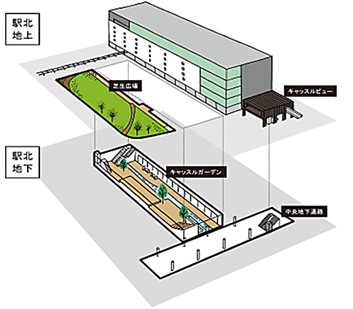 駅北
地上
芝生広場
キャッスルビュー
駅北
地下
キャッスルガーデン
中央地下通路